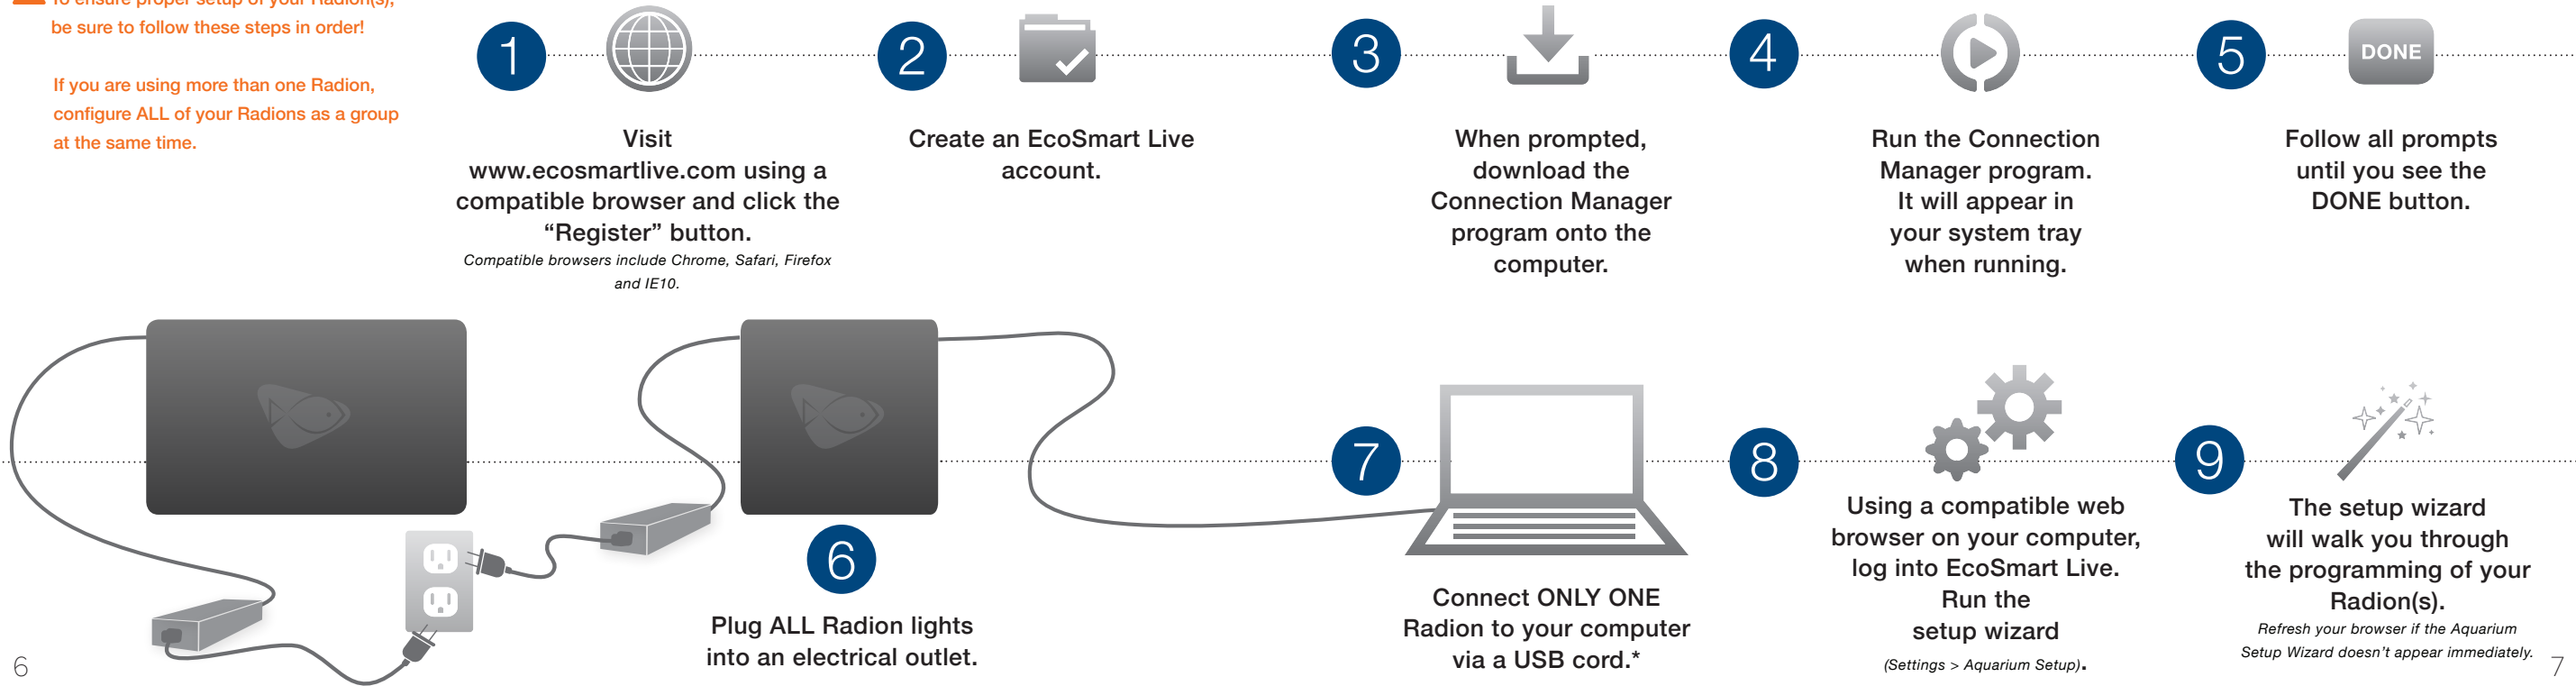 To ensure proper setup of your Radion(s),
be sure to follow these steps in order!
If you are using more than one Radion,
configure ALL of your Radions as a group
at the same time.
1
Visit
www.ecosmartlive.com using a
compatible browser and click the
“Register” button.
Compatible browsers include Chrome, Safari, Firefox
and IE10.
2
Create an EcoSmart Live
account.
3
When prompted,
download the
Connection Manager
program onto the
computer.
4
Run the Connection
Manager program.
It will appear in
your system tray
when running.
5
DONE
Follow all prompts
until you see the
DONE button.
6
Plug ALL Radion lights
into an electrical outlet.
7
Connect ONLY ONE
Radion to your computer
via a USB cord.*
8
Using a compatible web
browser on your computer,
log into EcoSmart Live.
Run the
setup wizard
(Settings > Aquarium Setup).
9
The setup wizard
will walk you through
the programming of your
Radion(s).
Refresh your browser if the Aquarium
Setup Wizard doesn’t appear immediately.
6
7